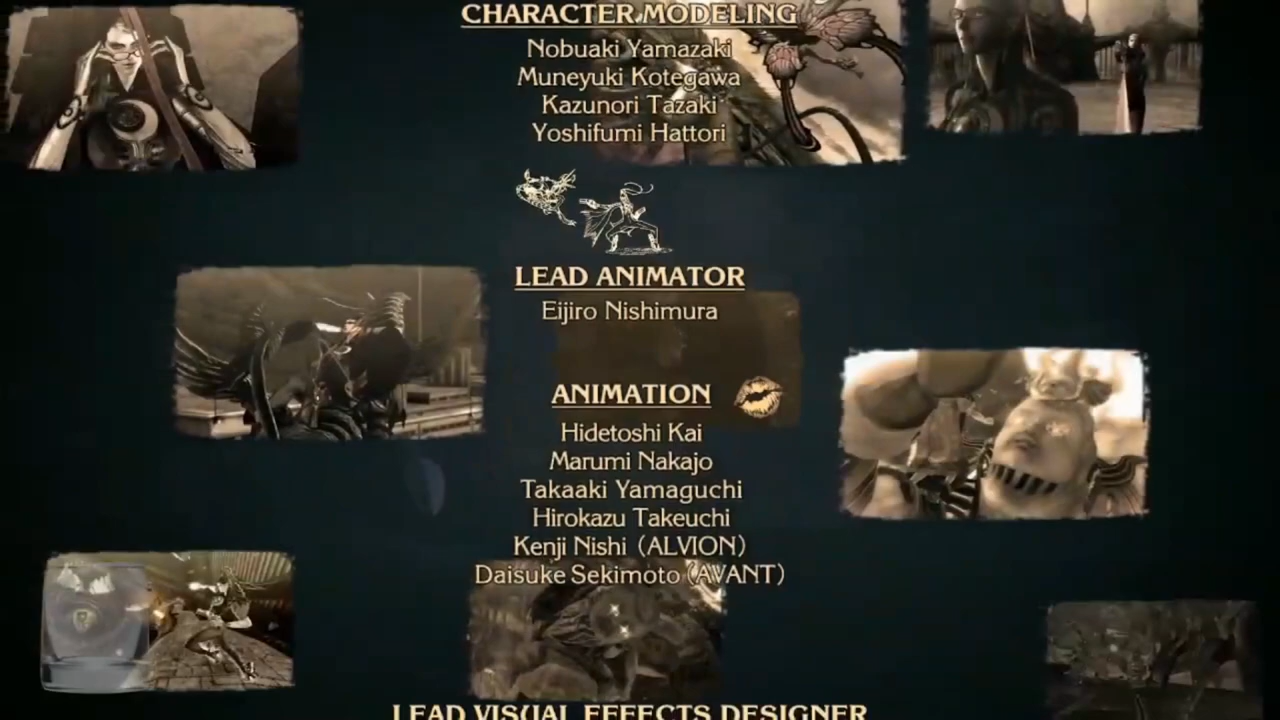 CHARACTER MODELING
Nobuaki Yamazaki
Muneyuki Kotegawa
Kazunori Tazaki
Yoshifumi Hattori
LEAD ANIMATOR
Eijiro Nishimura
ANIMATION
Hidetoshi Kai
Marumi Nakajo
Takaaki Yamaguchi
Hirokazu Takeuchi
Kenji Nishi (ALVION)
Daisuke Sekimoto (AVANT)
LEAD VISUAL EFFECTS DESIGNER